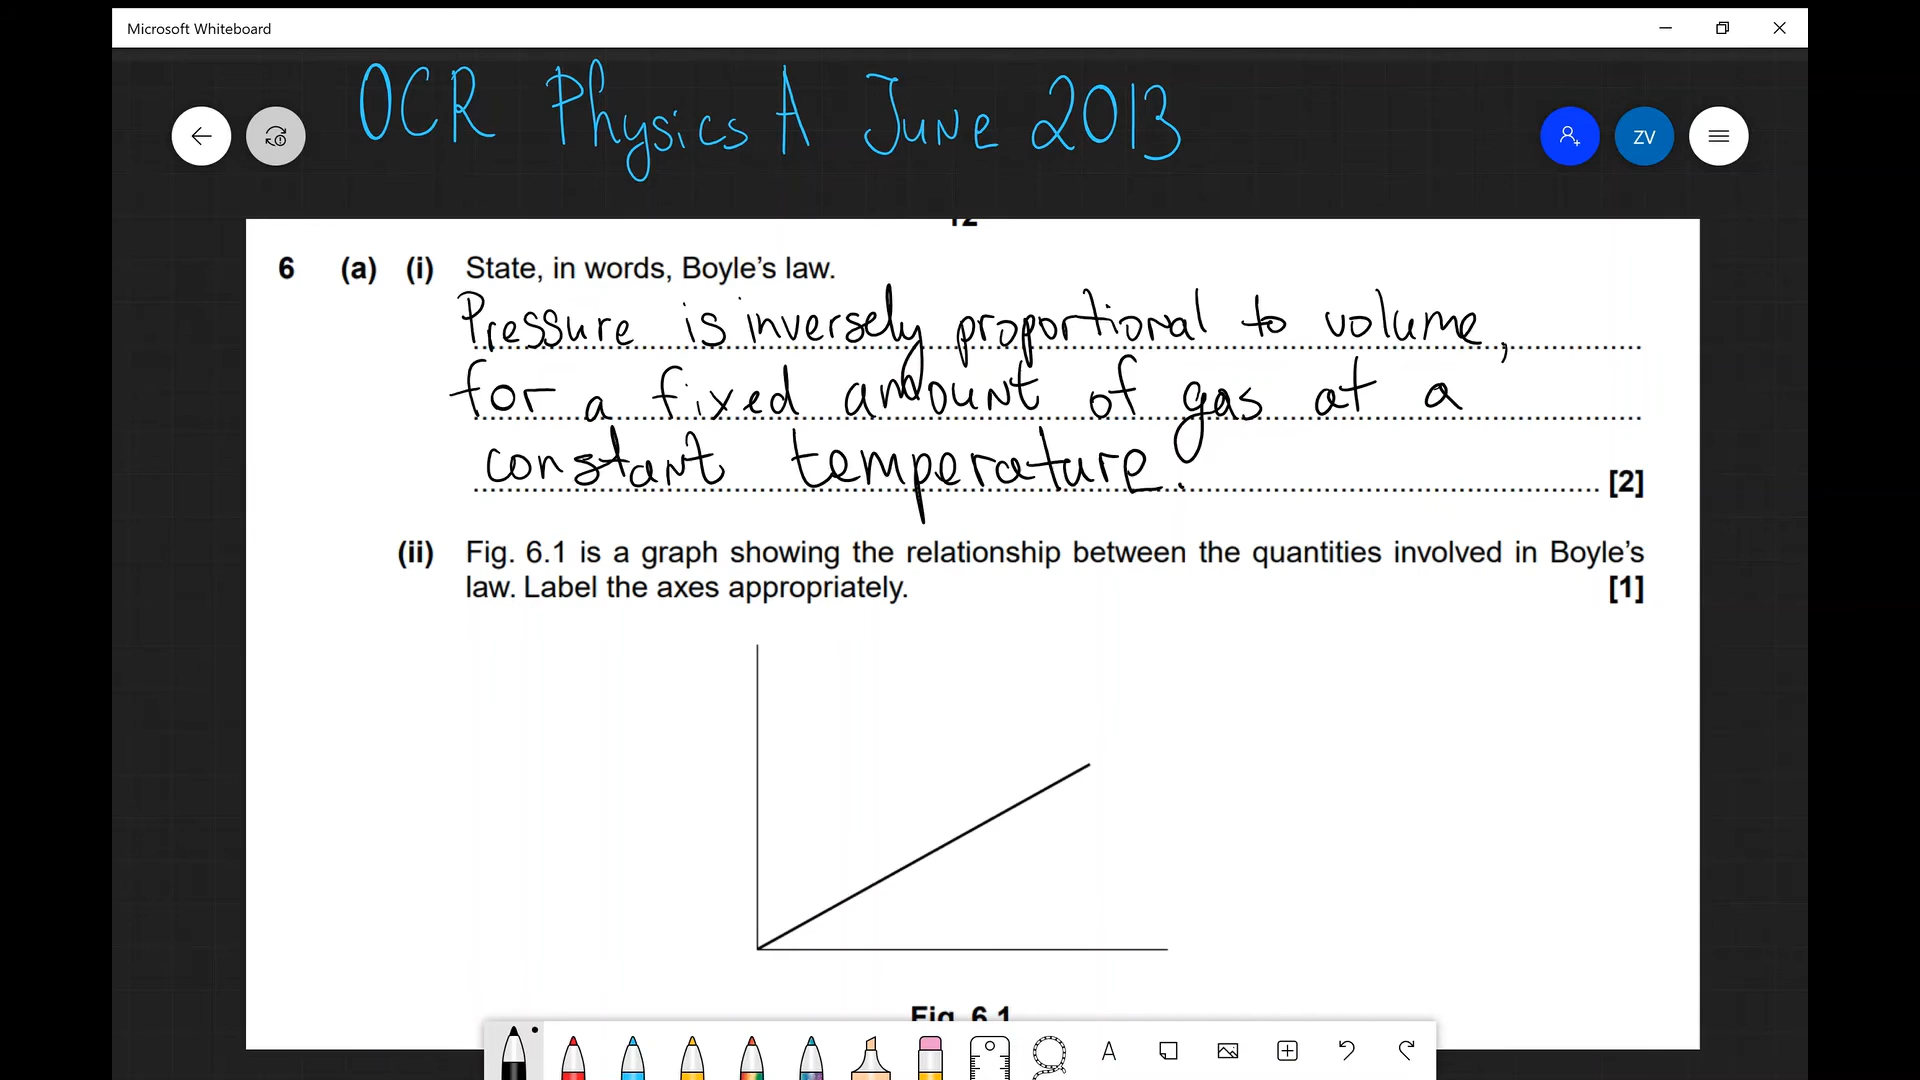 Microsoft Whiteboard
OCR Physics A June 2013
ZV
12
6 (a) (i) State, in words, Boyle’s law.
Pressure is inversely proportional to volume,
for a fixed amount of gas at a
constant temperature.
[2]
(ii) Fig. 6.1 is a graph showing the relationship between the quantities involved in Boyle’s
law. Label the axes appropriately. [1]
Fig. 6.1
A